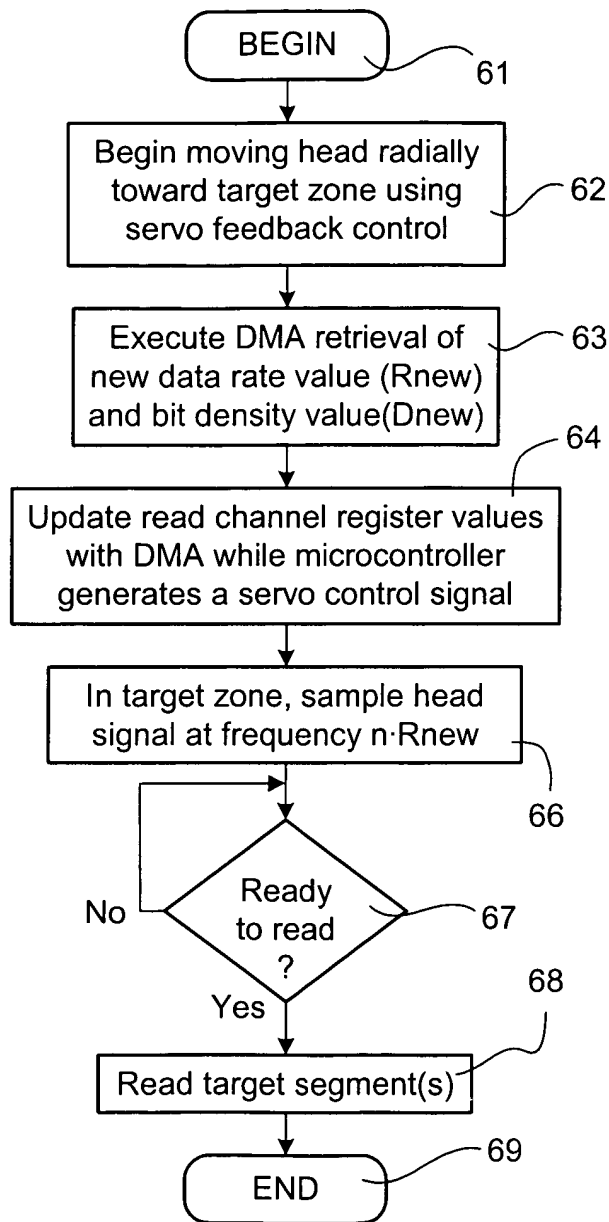 BEGIN
61
Begin moving head radially
toward target zone using
servo feedback control
62
Execute DMA retrieval of
new data rate value (Rnew)
and bit density value(Dnew)
63
64
Update read channel register values
with DMA while microcontroller
generates a servo control signal
In target zone, sample head
signal at frequency n·Rnew
66
Ready
to read
?
67
No
Yes
68
Read target segment(s)
END
69